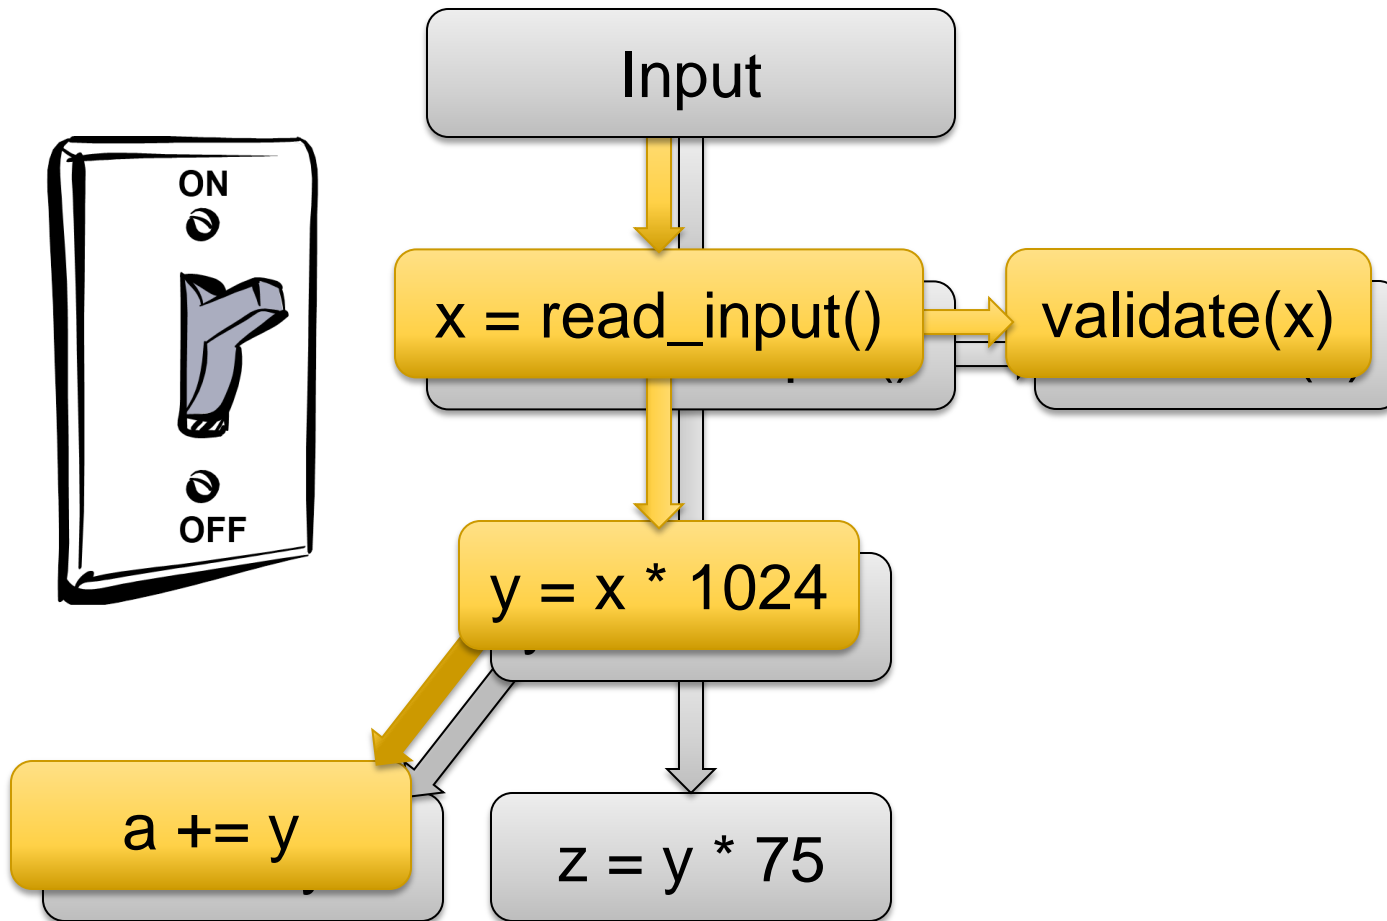 Input
ON
x = read_input()
validate(x)
OFF
y = x * 1024
a += y
z = y * 75